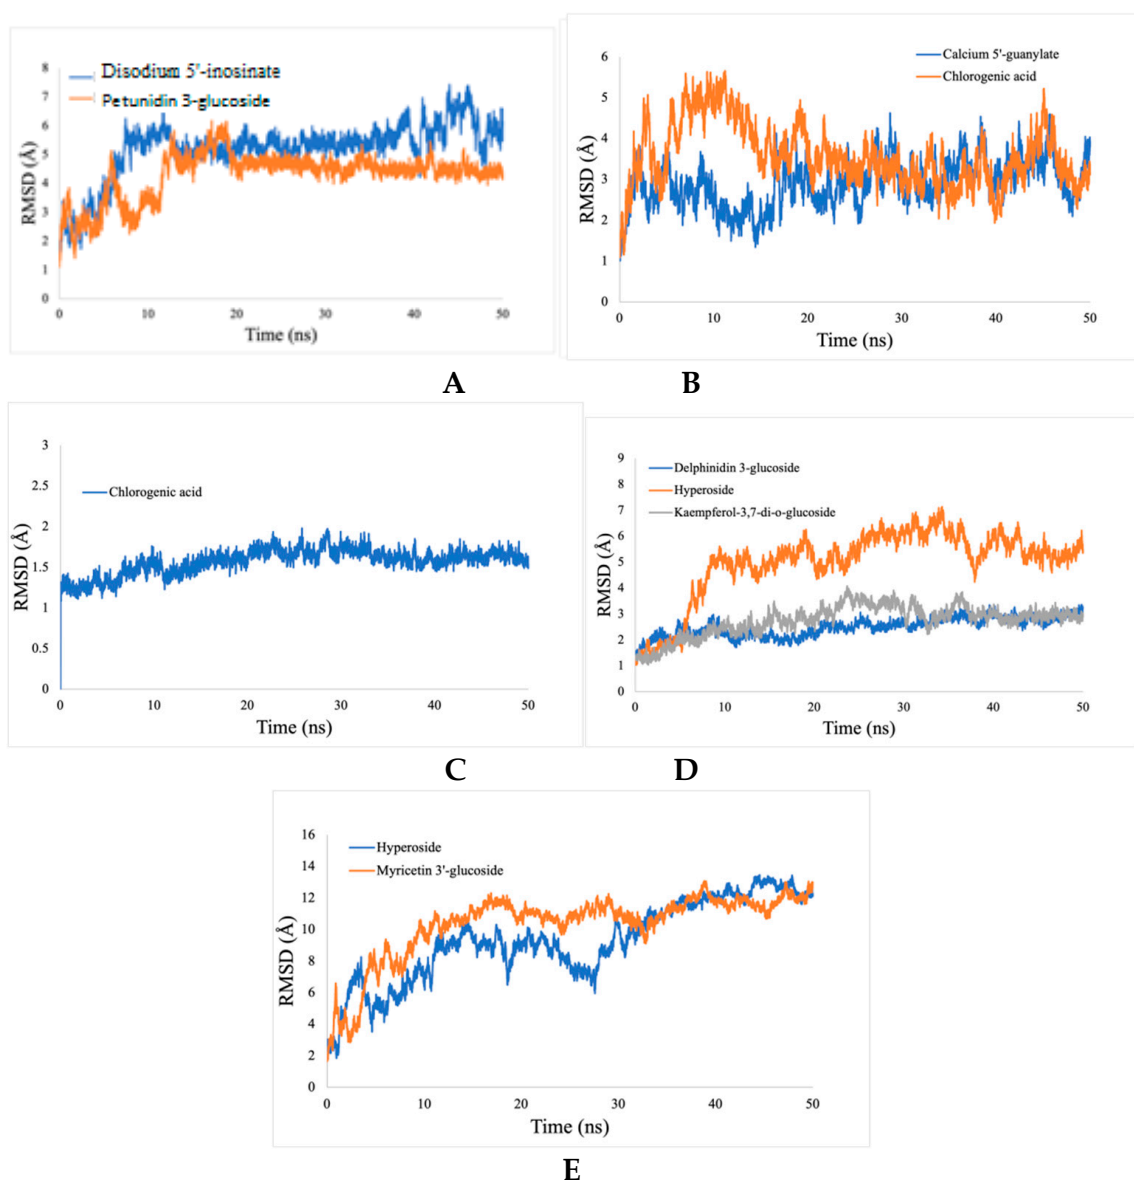 8
7
6
5
4
3
2
1
0
RMSD (Å)
Disodium 5'-inosinate
Petunidin 3-glucoside
0 10 20 30 40 50
Time (ns)
6
5
4
3
2
1
0
RMSD (Å)
Calcium 5'-guanylate
Chlorogenic acid
0 10 20 30 40 50
Time (ns)
A B
3
2.5
2
1.5
1
0.5
0
RMSD (Å)
Chlorogenic acid
0 10 20 30 40 50
Time (ns)
9
8
7
6
5
4
3
2
1
0
RMSD (Å)
Delphinidin 3-glucoside
Hyperoside
Kaempferol-3,7-di-o-glucoside
0 10 20 30 40 50
Time (ns)
C D
16
14
12
10
8
6
4
2
0
RMSD (Å)
Hyperoside
Myricetin 3'-glucoside
0 10 20 30 40 50
Time (ns)
E